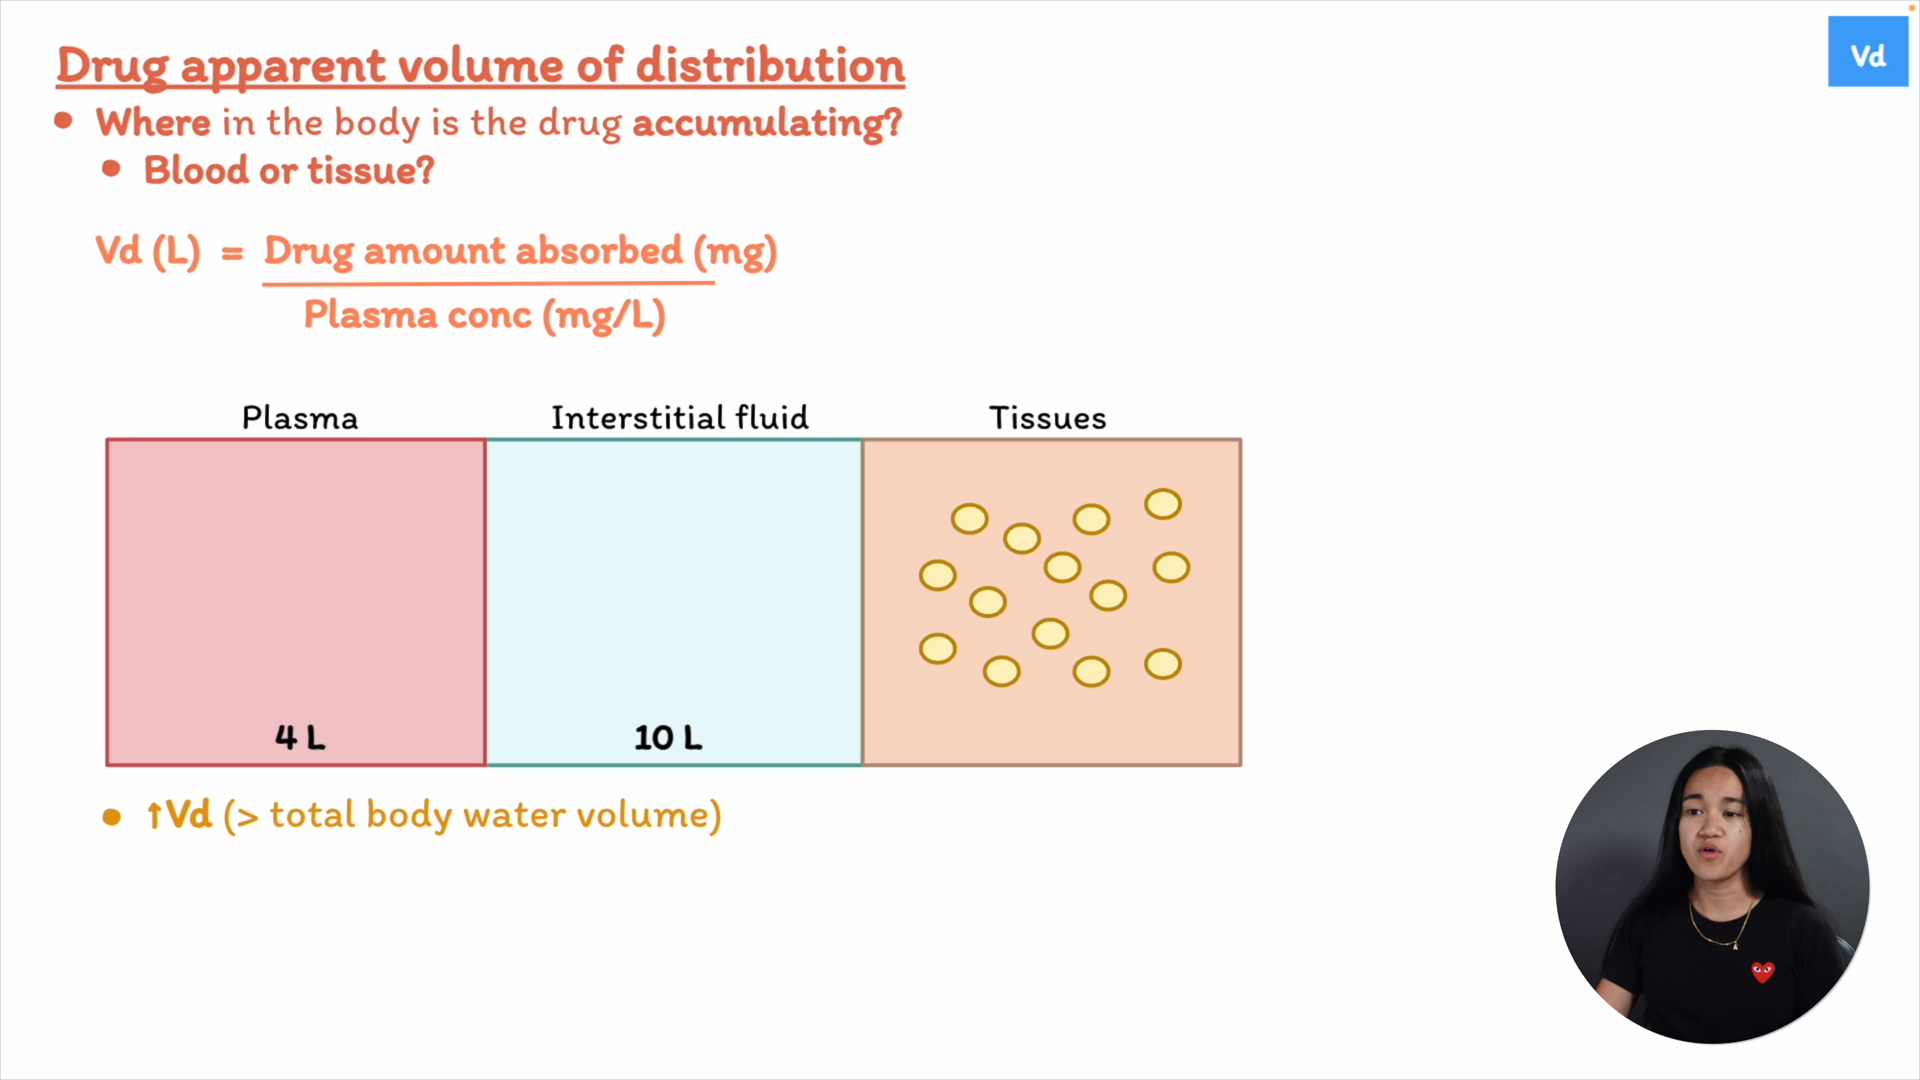 Drug apparent volume of distribution
Vd
• Where in the body is the drug accumulating?
• Blood or tissue?
Vd (L) = Drug amount absorbed (mg)
Plasma conc (mg/L)
Plasma Interstitial fluid Tissues
4 L 10 L
• ↑Vd (> total body water volume)